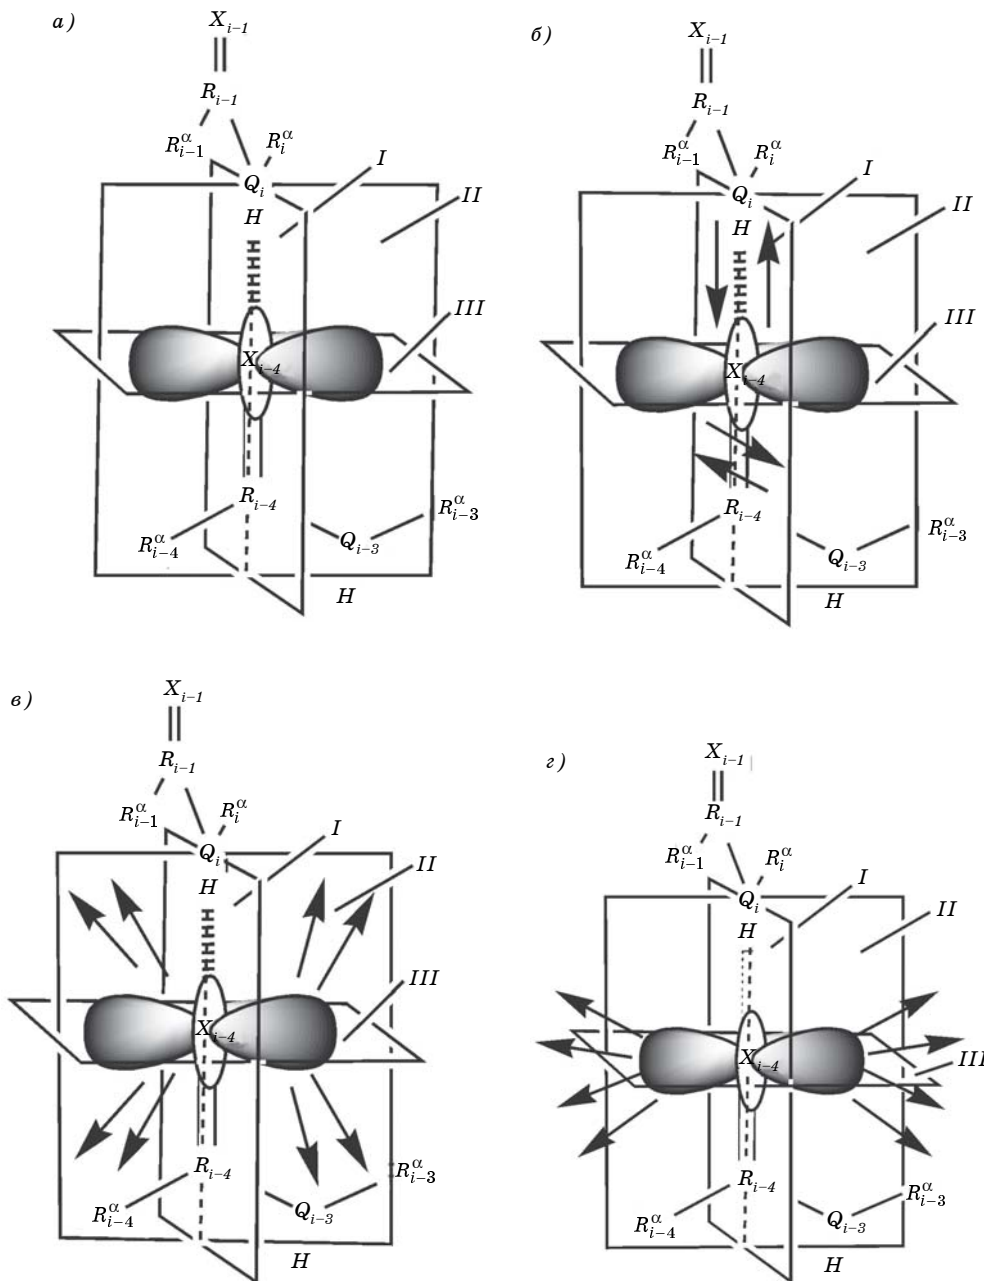 а)
X_{i–1}
R_{i–1}
R^α_{i–1} R^α_i
I
Q_i
II
H
III
X_{i–4}
R_{i–4}
R^α_{i–3}
R^α_{i–4}
Q_{i–3}
H
б)
X_{i–1}
R_{i–1}
R^α_{i–1} R^α_i
I
Q_i
II
H
III
X_{i–4}
R_{i–4}
R^α_{i–3}
R^α_{i–4}
Q_{i–3}
H
в)
X_{i–1}
R_{i–1}
R^α_{i–1} R^α_i
I
Q_i
II
H
III
X_{i–4}
R_{i–4}
R^α_{i–3}
R^α_{i–4}
Q_{i–3}
H
г)
X_{i–1}
R_{i–1}
R^α_{i–1} R^α_i
I
Q_i
II
H
III
X_{i–4}
R_{i–4}
R^α_{i–3}
R^α_{i–4}
Q_{i–3}
H